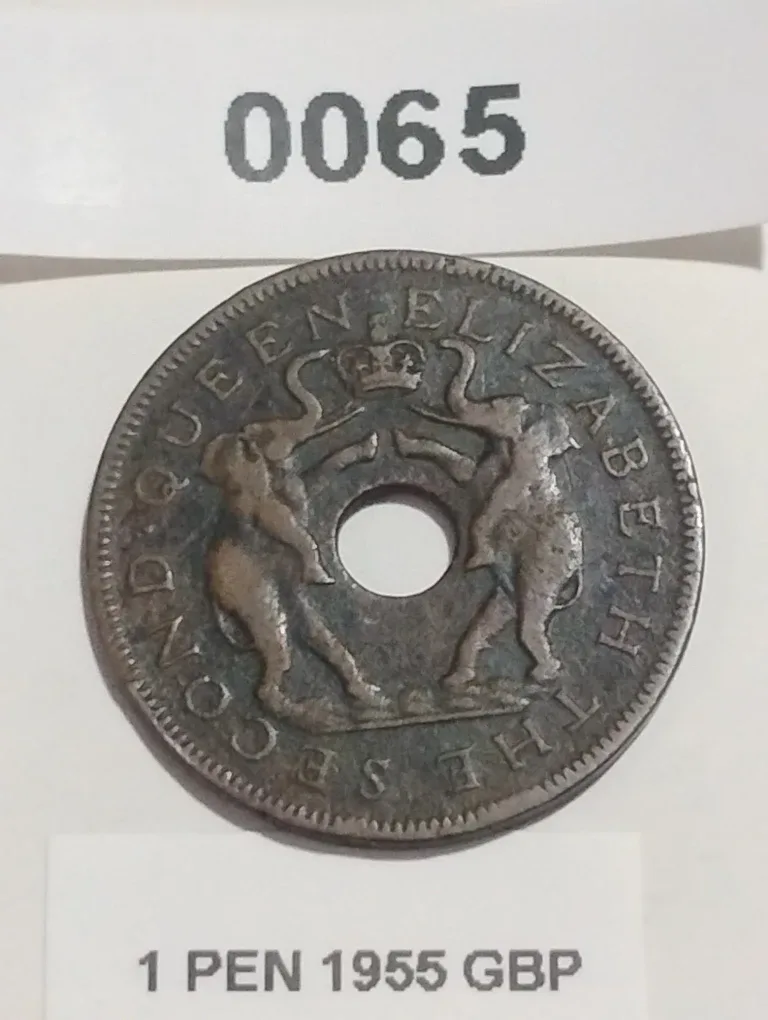 0065
QUEEN ELIZABETH THE SECOND
1 PEN 1955 GBP